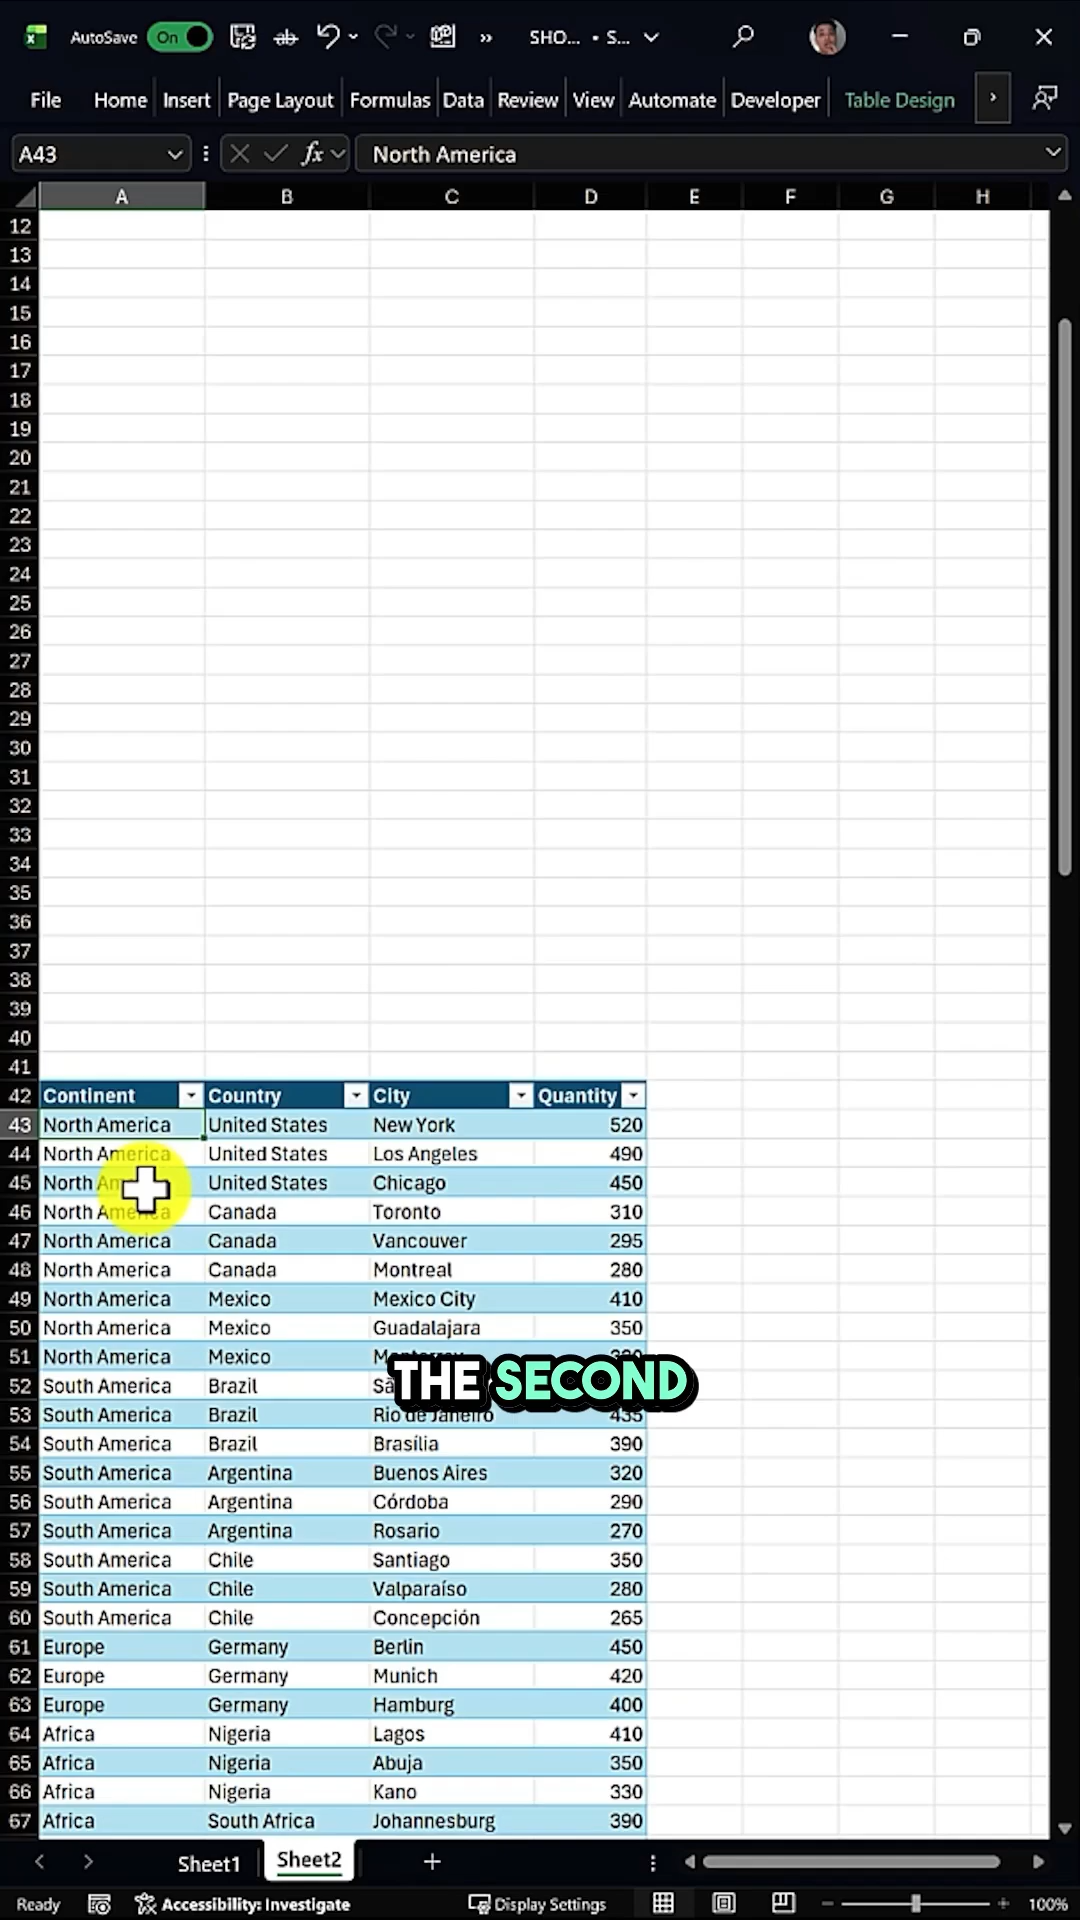 AutoSave On SHO... • S...
File Home Insert Page Layout Formulas Data Review View Automate Developer Table Design
A43 fx North America
A B C D E F G H
12
13
14
15
16
17
18
19
20
21
22
23
24
25
26
27
28
29
30
31
32
33
34
35
36
37
38
39
40
41
42 Continent Country City Quantity
43 North America United States New York 520
44 North America United States Los Angeles 490
45 North United States Chicago 450
46 North America Canada Toronto 310
47 North America Canada Vancouver 295
48 North America Canada Montreal 280
49 North America Mexico Mexico City 410
50 North America Mexico Guadalajara 350
51 North America Mexico
THE SECOND
52 South America Brazil
53 South America Brazil Rio de Janeiro 435
54 South America Brazil Brasília 390
55 South America Argentina Buenos Aires 320
56 South America Argentina Córdoba 290
57 South America Argentina Rosario 270
58 South America Chile Santiago 350
59 South America Chile Valparaíso 280
60 South America Chile Concepción 265
61 Europe Germany Berlin 450
62 Europe Germany Munich 420
63 Europe Germany Hamburg 400
64 Africa Nigeria Lagos 410
65 Africa Nigeria Abuja 350
66 Africa Nigeria Kano 330
67 Africa South Africa Johannesburg 390
Sheet1 Sheet2
Ready Accessibility: Investigate Display Settings 100%